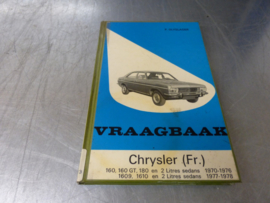 VRAAGBAAK
Chrysler (Fr.)
160, 160 GT, 180 en 2 Litres sedans 1970-1976
1609, 1610 en 2 Litres sedans 1977-1978